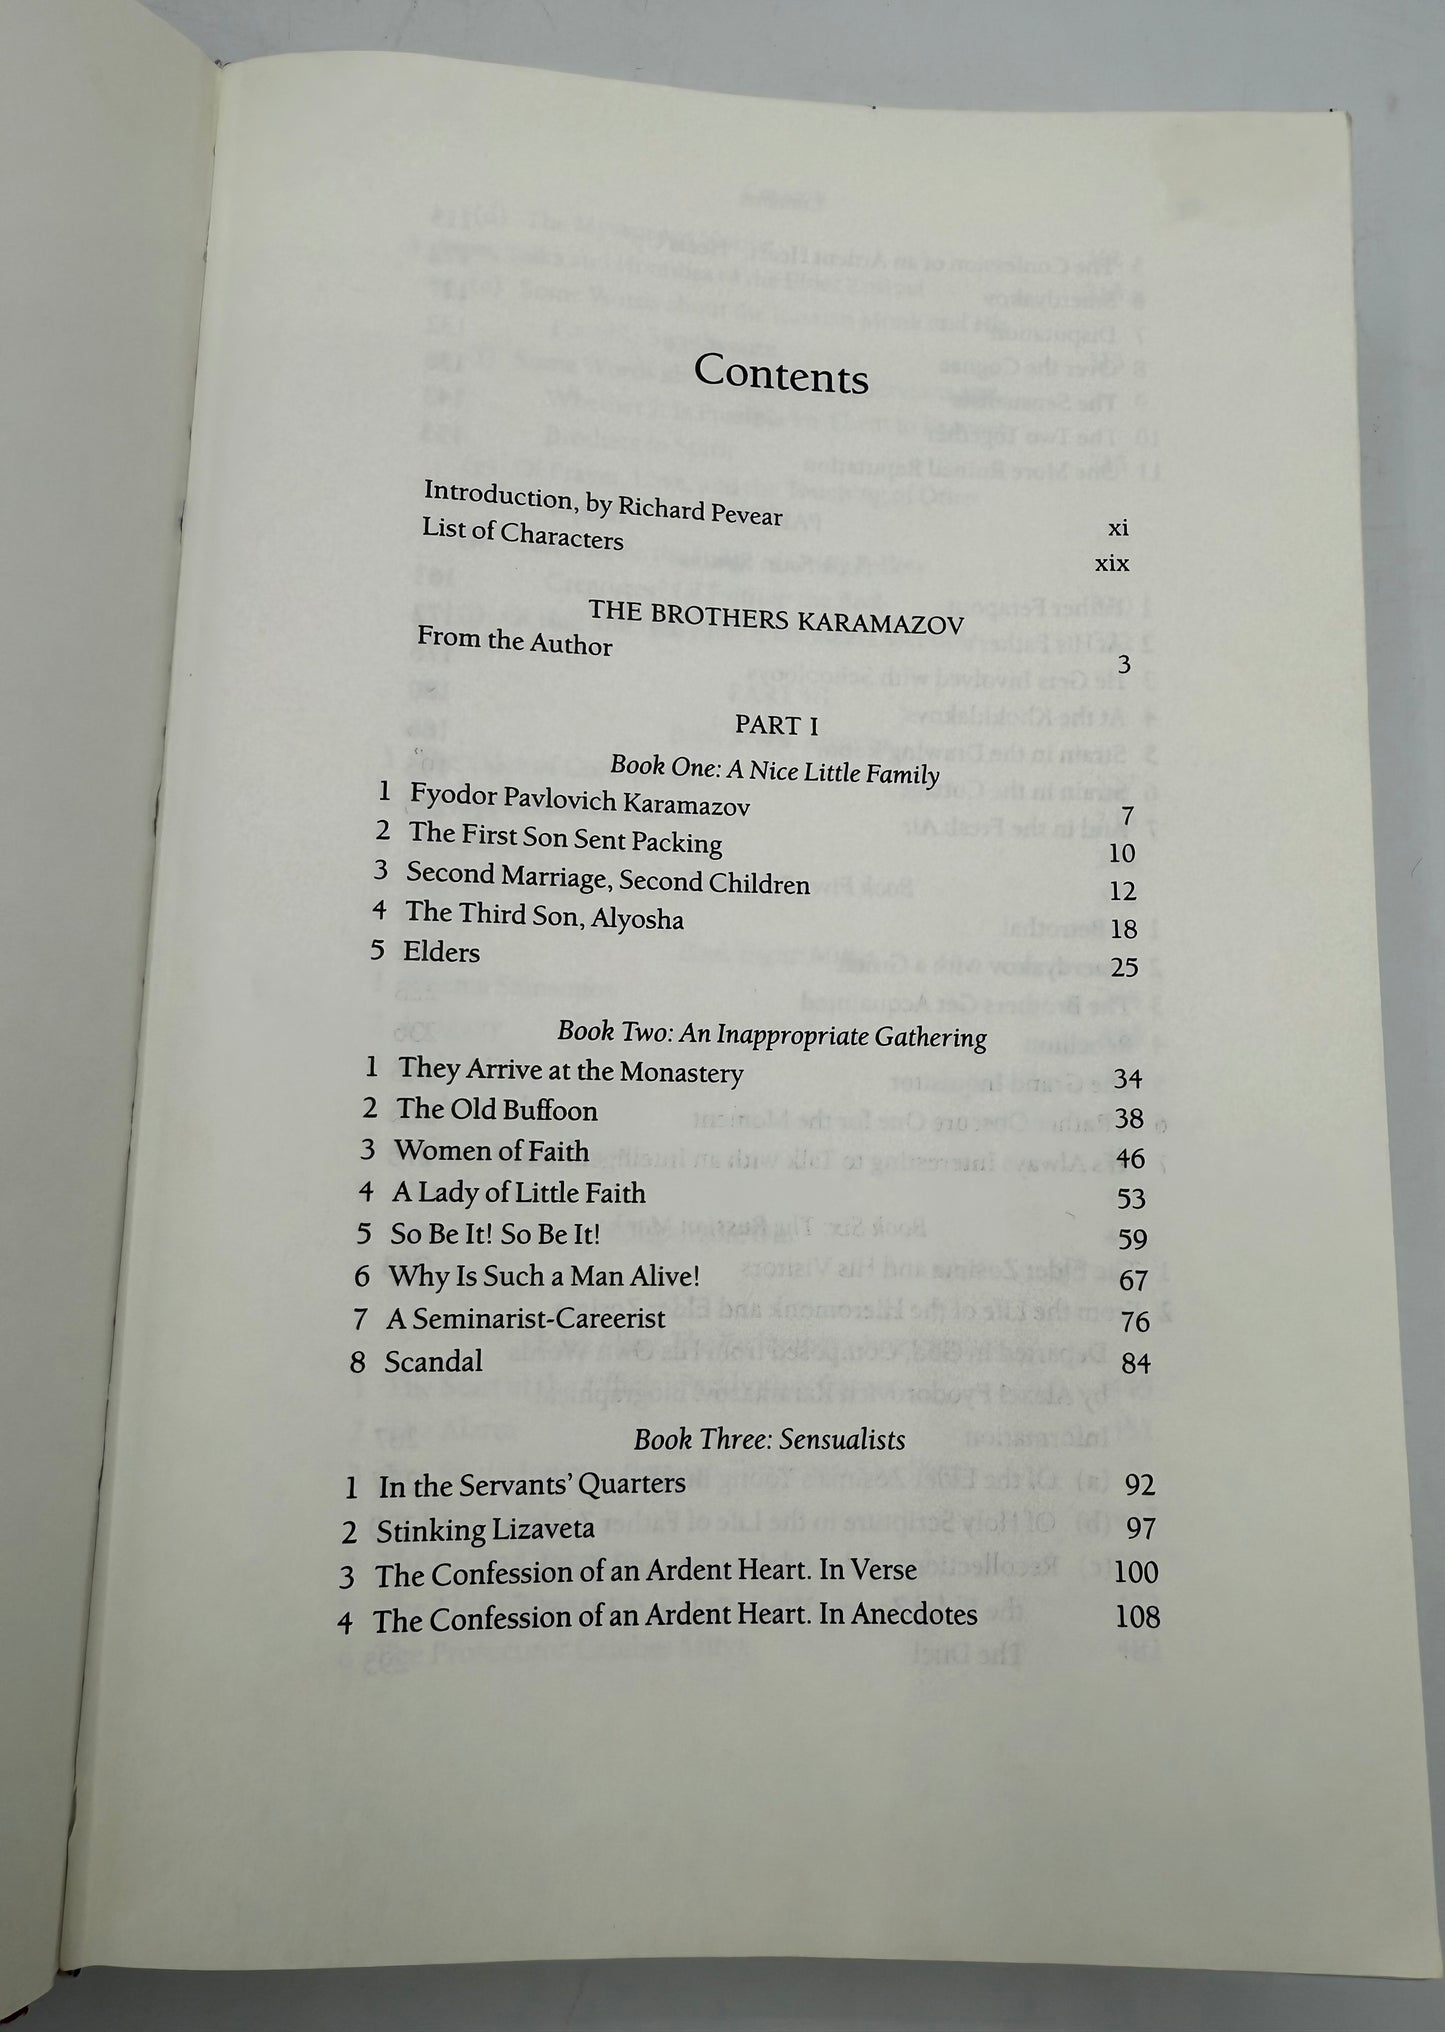 Contents
Introduction, by Richard Pevear xi
List of Characters xix
THE BROTHERS KARAMAZOV
From the Author 3
PART I
Book One: A Nice Little Family
1 Fyodor Pavlovich Karamazov 7
2 The First Son Sent Packing 10
3 Second Marriage, Second Children 12
4 The Third Son, Alyosha 18
5 Elders 25
Book Two: An Inappropriate Gathering
1 They Arrive at the Monastery 34
2 The Old Buffoon 38
3 Women of Faith 46
4 A Lady of Little Faith 53
5 So Be It! So Be It! 59
6 Why Is Such a Man Alive! 67
7 A Seminarist-Careerist 76
8 Scandal 84
Book Three: Sensualists
1 In the Servants' Quarters 92
2 Stinking Lizaveta 97
3 The Confession of an Ardent Heart. In Verse 100
4 The Confession of an Ardent Heart. In Anecdotes 108